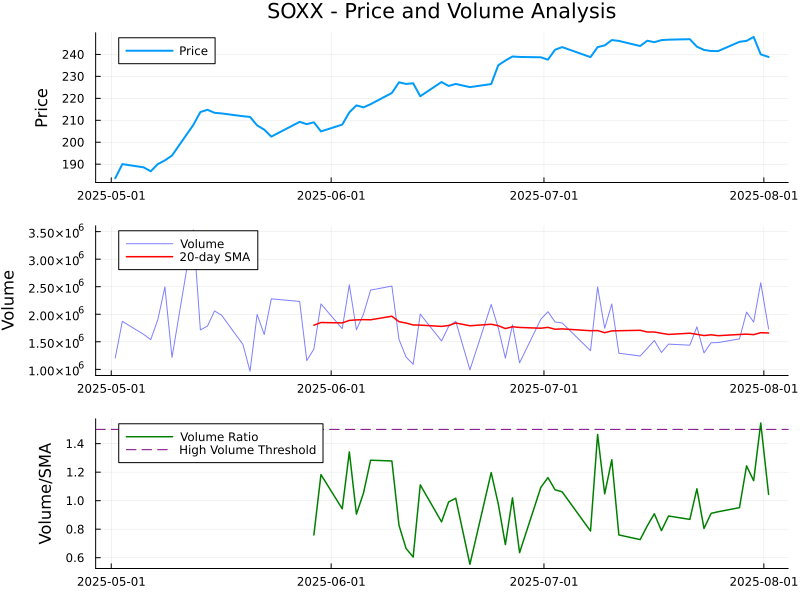 SOXX - Price and Volume Analysis
Price
Price
240
230
220
210
200
190
2025-05-01 2025-06-01 2025-07-01 2025-08-01
Volume
Volume
20-day SMA
3.50×10⁶
3.00×10⁶
2.50×10⁶
2.00×10⁶
1.50×10⁶
1.00×10⁶
2025-05-01 2025-06-01 2025-07-01 2025-08-01
Volume/SMA
Volume Ratio
High Volume Threshold
1.4
1.2
1.0
0.8
0.6
2025-05-01 2025-06-01 2025-07-01 2025-08-01